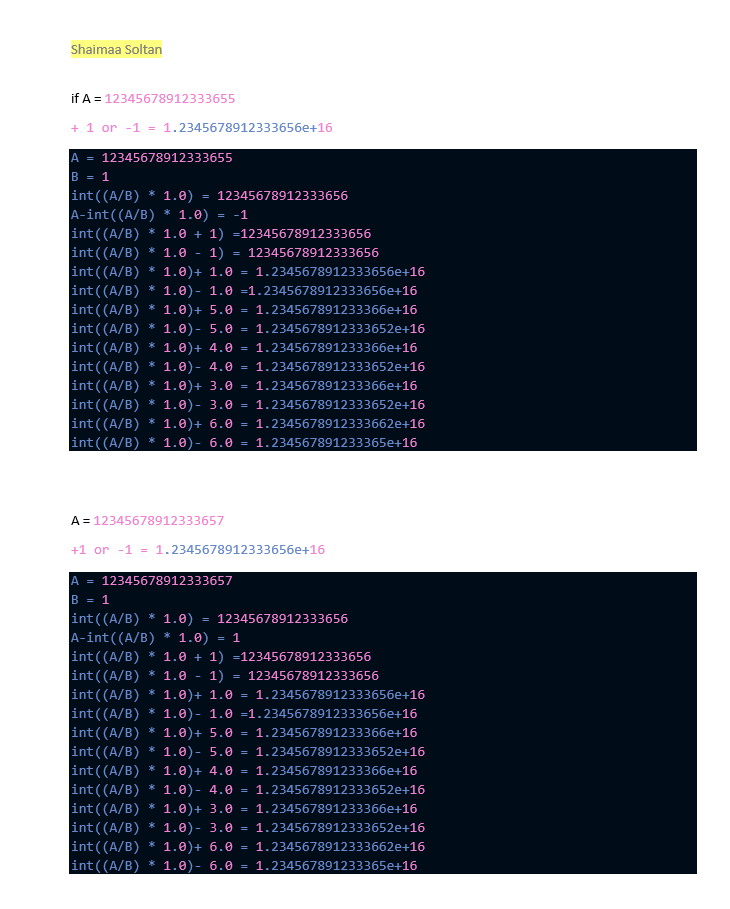 Shaimaa Soltan
if A = 12345678912333655
+ 1 or -1 = 1.2345678912333656e+16
A = 12345678912333655
B = 1
int((A/B) * 1.0) = 12345678912333656
A-int((A/B) * 1.0) = -1
int((A/B) * 1.0 + 1) =12345678912333656
int((A/B) * 1.0 - 1) = 12345678912333656
int((A/B) * 1.0)+ 1.0 = 1.2345678912333656e+16
int((A/B) * 1.0)- 1.0 =1.2345678912333656e+16
int((A/B) * 1.0)+ 5.0 = 1.234567891233366e+16
int((A/B) * 1.0)- 5.0 = 1.2345678912333652e+16
int((A/B) * 1.0)+ 4.0 = 1.234567891233366e+16
int((A/B) * 1.0)- 4.0 = 1.2345678912333652e+16
int((A/B) * 1.0)+ 3.0 = 1.234567891233366e+16
int((A/B) * 1.0)- 3.0 = 1.2345678912333652e+16
int((A/B) * 1.0)+ 6.0 = 1.2345678912333662e+16
int((A/B) * 1.0)- 6.0 = 1.234567891233365e+16
A = 12345678912333657
+1 or -1 = 1.2345678912333656e+16
A = 12345678912333657
B = 1
int((A/B) * 1.0) = 12345678912333656
A-int((A/B) * 1.0) = 1
int((A/B) * 1.0 + 1) =12345678912333656
int((A/B) * 1.0 - 1) = 12345678912333656
int((A/B) * 1.0)+ 1.0 = 1.2345678912333656e+16
int((A/B) * 1.0)- 1.0 =1.2345678912333656e+16
int((A/B) * 1.0)+ 5.0 = 1.234567891233366e+16
int((A/B) * 1.0)- 5.0 = 1.2345678912333652e+16
int((A/B) * 1.0)+ 4.0 = 1.234567891233366e+16
int((A/B) * 1.0)- 4.0 = 1.2345678912333652e+16
int((A/B) * 1.0)+ 3.0 = 1.234567891233366e+16
int((A/B) * 1.0)- 3.0 = 1.2345678912333652e+16
int((A/B) * 1.0)+ 6.0 = 1.2345678912333662e+16
int((A/B) * 1.0)- 6.0 = 1.234567891233365e+16